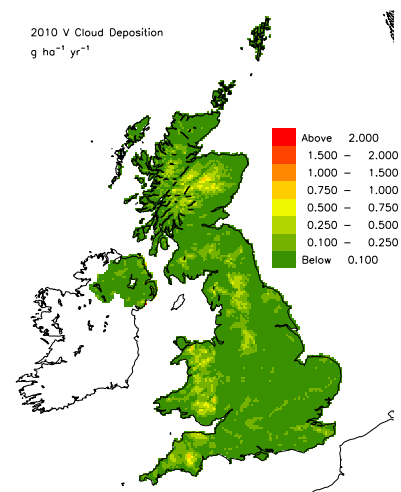 2010 V Cloud Deposition
g ha⁻¹ yr⁻¹
Above 2.000
1.500 – 2.000
1.000 – 1.500
0.750 – 1.000
0.500 – 0.750
0.250 – 0.500
0.100 – 0.250
Below 0.100